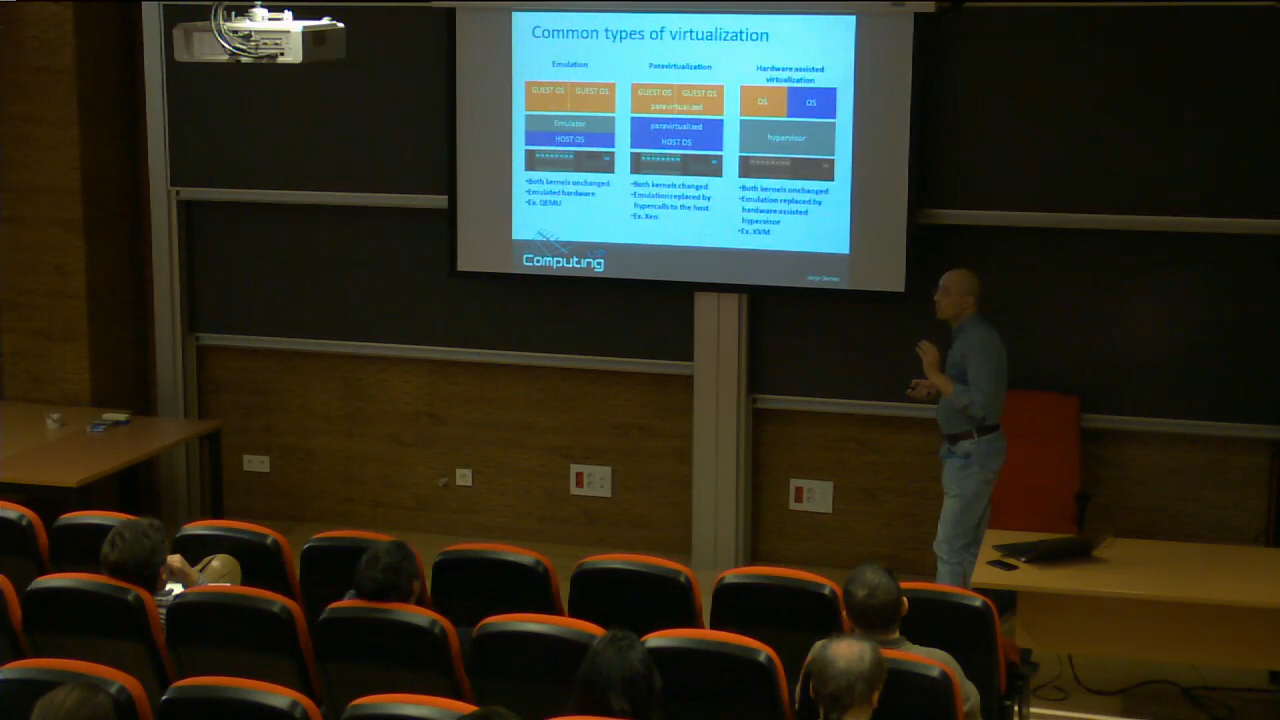 Common types of virtualization
Emulation
GUEST OS GUEST OS
Emulator
HOST OS
•Both kernels unchanged
•Emulated hardware
•Ex. QEMU
Paravirtualization
GUEST OS GUEST OS
paravirtualized
paravirtualized
HOST OS
•Both kernels changed
•Emulation replaced by
hypercalls to the host
•Ex. Xen
Hardware assisted
virtualization
OS OS
hypervisor
•Both kernels unchanged
•Emulation replaced by
hardware assisted
hypervisor
•Ex. KVM
Computing